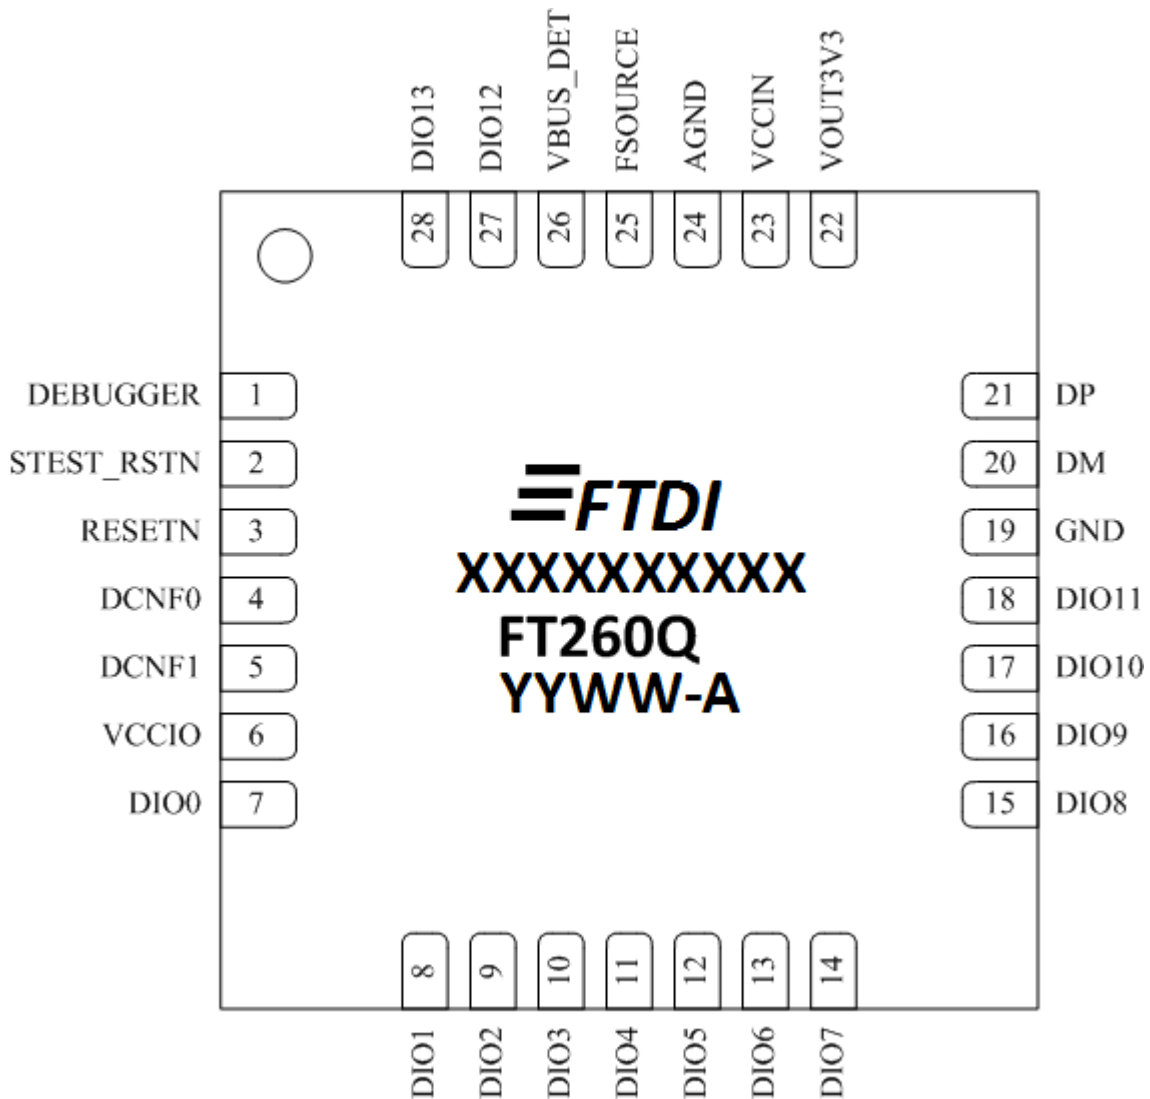 DIO13
DIO12
VBUS_DET
FSOURCE
AGND
VCCIN
VOUT3V3
28
27
26
25
24
23
22
DEBUGGER 1
STEST_RSTN 2
RESETN 3
DCNF0 4
DCNF1 5
VCCIO 6
DIO0 7
FTDI
XXXXXXXXXX
FT260Q
YYWW-A
21 DP
20 DM
19 GND
18 DIO11
17 DIO10
16 DIO9
15 DIO8
8
9
10
11
12
13
14
DIO1
DIO2
DIO3
DIO4
DIO5
DIO6
DIO7